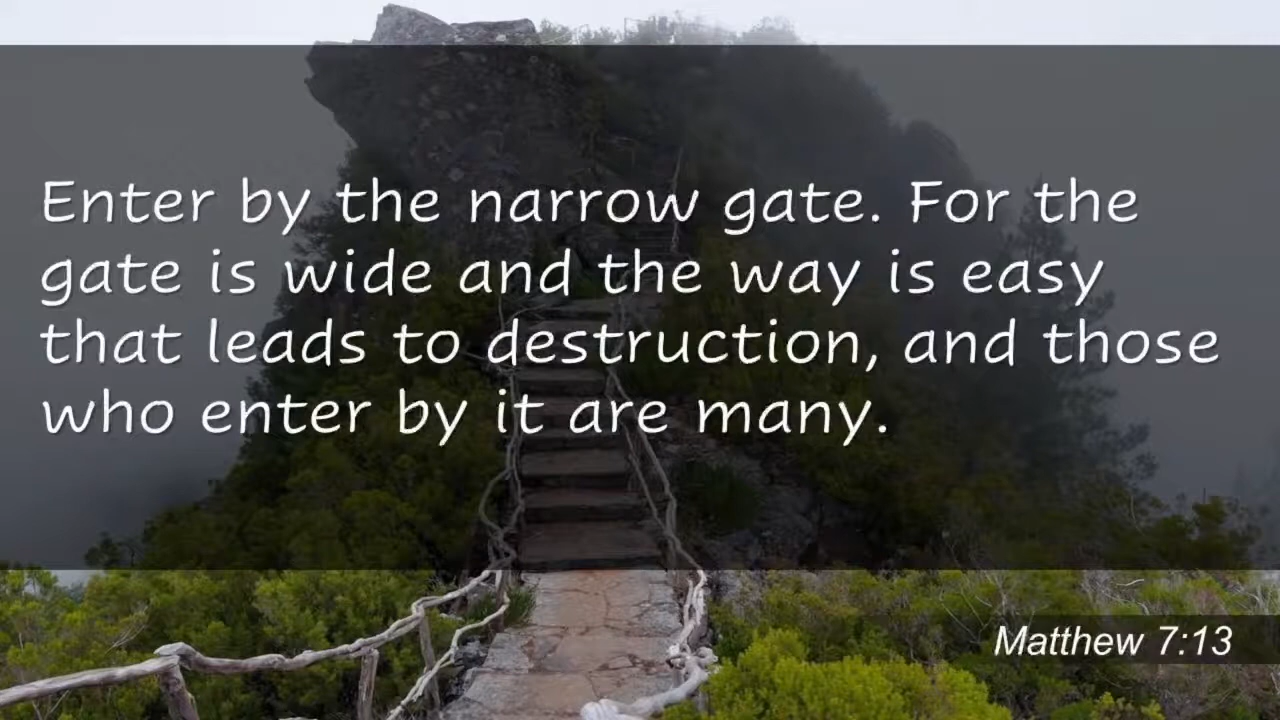 Enter by the narrow gate. For the
gate is wide and the way is easy
that leads to destruction, and those
who enter by it are many.
Matthew 7:13